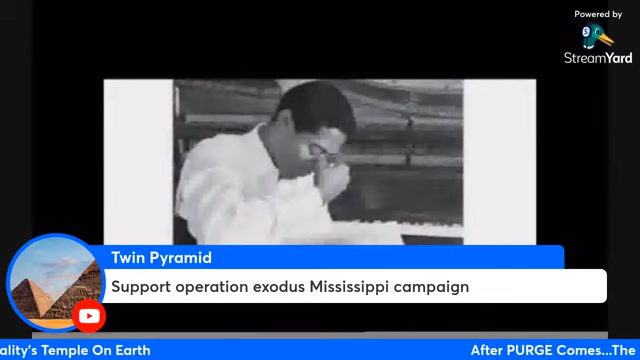 Powered by
StreamYard
Twin Pyramid
Support operation exodus Mississippi campaign
ality's Temple On Earth
After PURGE Comes...The